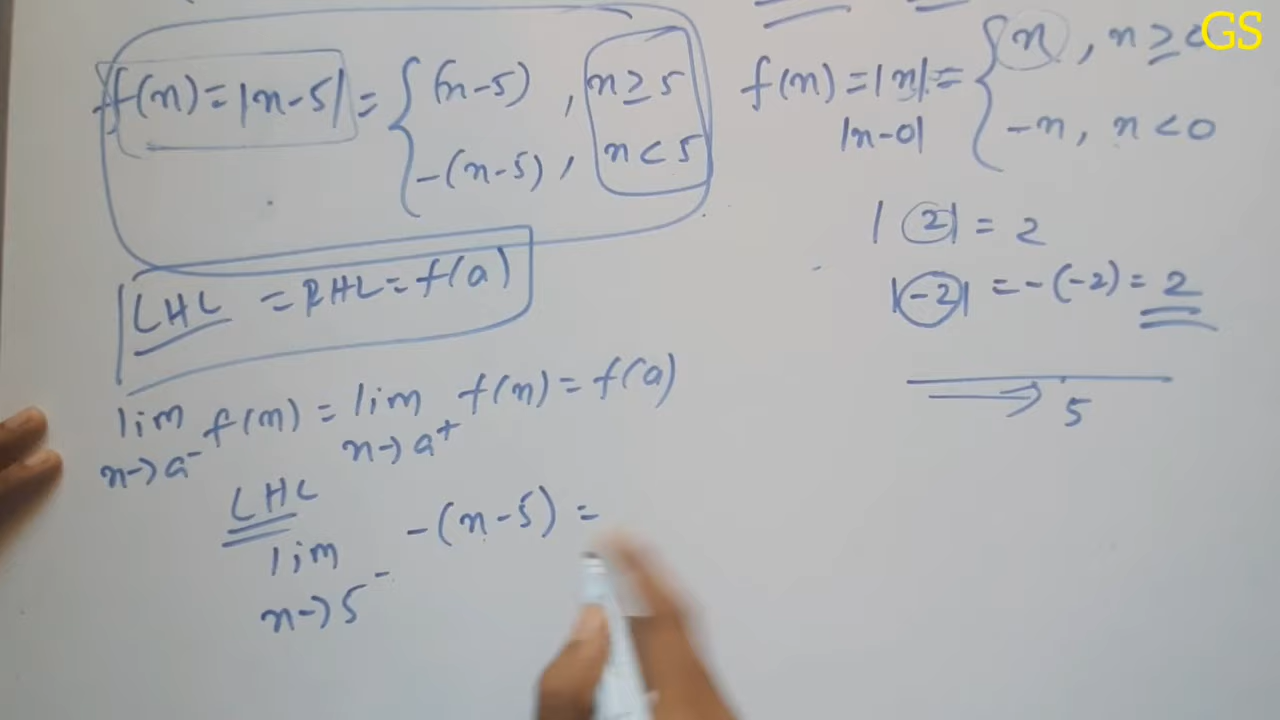 GS
f(n) = |n-5| = { (n-5) , n ≥ 5
-(n-5) , n < 5
f(n) = |n| = { n , n ≥
|n-0|
-n , n < 0
|2| = 2
|-2| = -(-2) = 2
LHL = RHL = f(a)
lim n→a⁻ f(n) = lim n→a⁺ f(n) = f(a)
5
LHL
lim n→5⁻ -(n-5) =